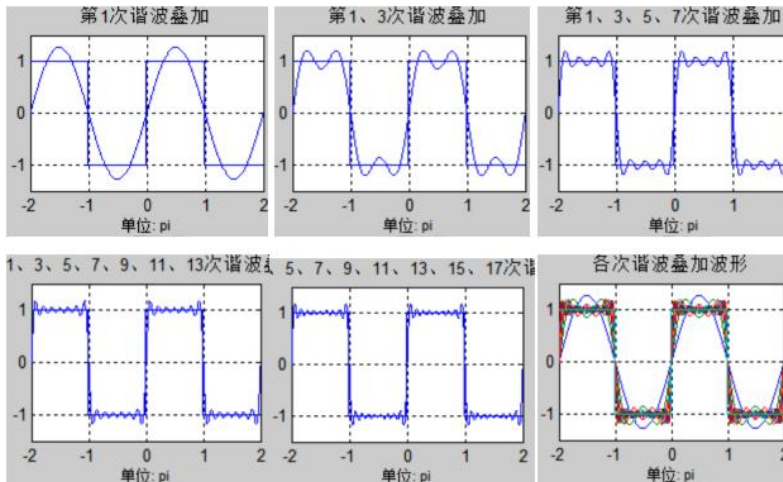 第1次谐波叠加
1
0
-1
-2 -1 0 1 2
单位: pi
第1、3次谐波叠加
1
0
-1
-2 -1 0 1 2
单位: pi
第1、3、5、7次谐波叠加
1
0
-1
-2 -1 0 1 2
单位: pi
1、3、5、7、9、11、13次谐波
1
0
-1
-2 -1 0 1 2
单位: pi
5、7、9、11、13、15、17次谐
1
0
-1
-2 -1 0 1 2
单位: pi
各次谐波叠加波形
1
0
-1
-2 -1 0 1 2
单位: pi